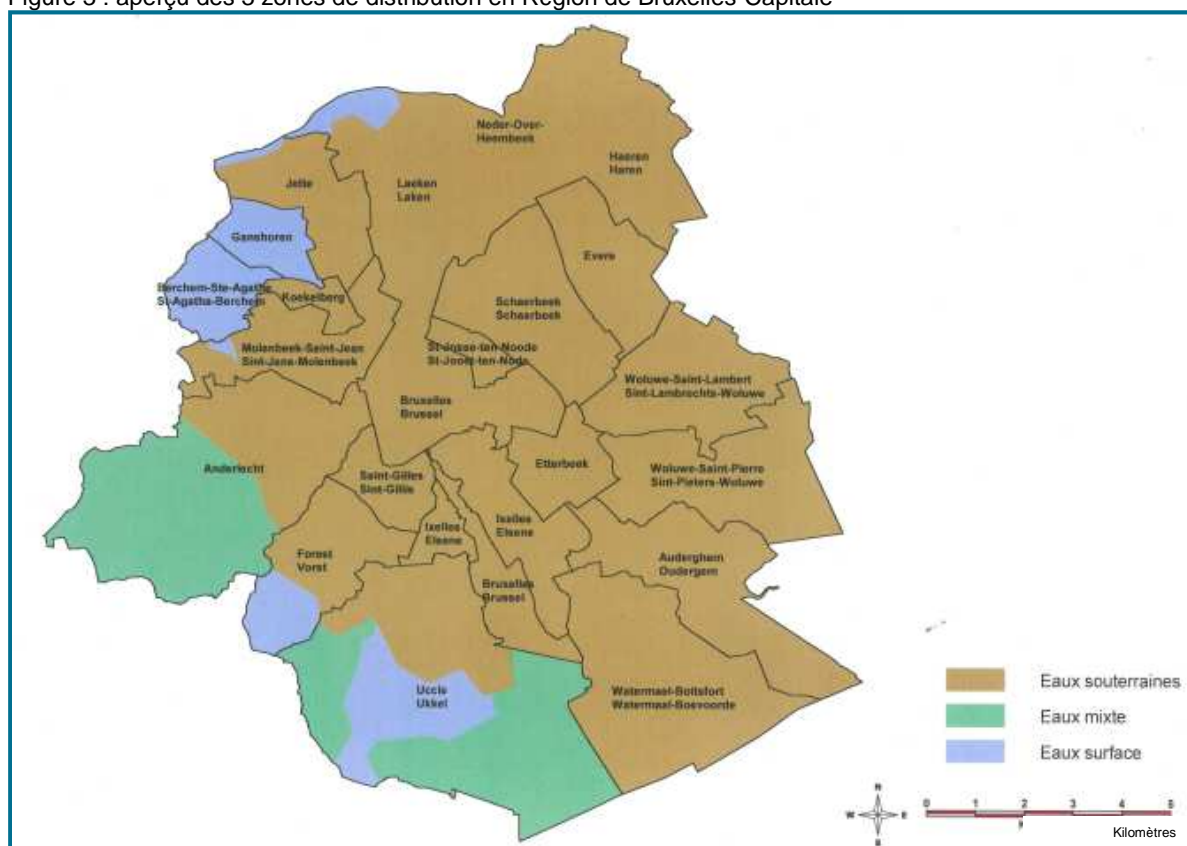 Figure 3 : aperçu des 3 zones de distribution en Région de Bruxelles-Capitale
Neder-Over-
Heembeek
Haeren
Haren
Jette
Laeken
Laken
Ganshoren
Evere
Berchem-Ste-Agathe
St-Agatha-Berchem
Koekelberg
Schaerbeek
Schaarbeek
Molenbeek-Saint-Jean
Sint-Jans-Molenbeek
St-Josse-ten-Noode
St-Joost-ten-Node
Woluwe-Saint-Lambert
Sint-Lambrechts-Woluwe
Bruxelles
Brussel
Anderlecht
Saint-Gilles
Sint-Gillis
Etterbeek
Woluwe-Saint-Pierre
Sint-Pieters-Woluwe
Ixelles
Elsene
Ixelles
Elsene
Forest
Vorst
Auderghem
Oudergem
Bruxelles
Brussel
Uccle
Ukkel
Watermael-Boitsfort
Watermaal-Bosvoorde
Eaux souterraines
Eaux mixte
Eaux surface
N
W E
S
0 1 2 3 4 5
Kilomètres